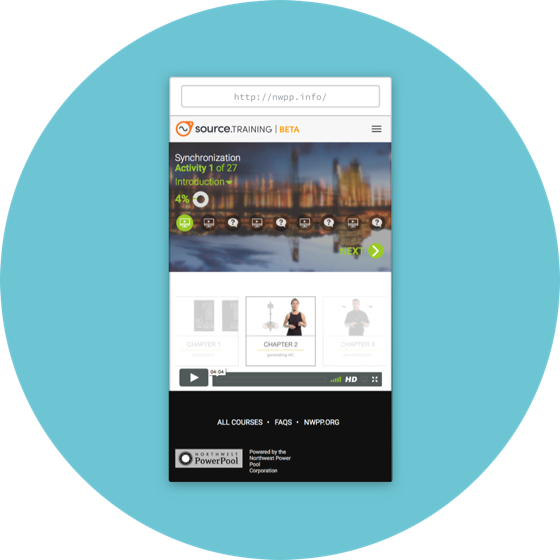 http://nwpp.info/
source.TRAINING | BETA
Synchronization
Activity 1 of 27
Introduction
4%
NEXT
CHAPTER 1
CHAPTER 2
CHAPTER 3
generating AC
04:04
HD
ALL COURSES • FAQS • NWPP.ORG
NORTHWEST
PowerPool
Powered by the
Northwest Power
Pool
Corporation